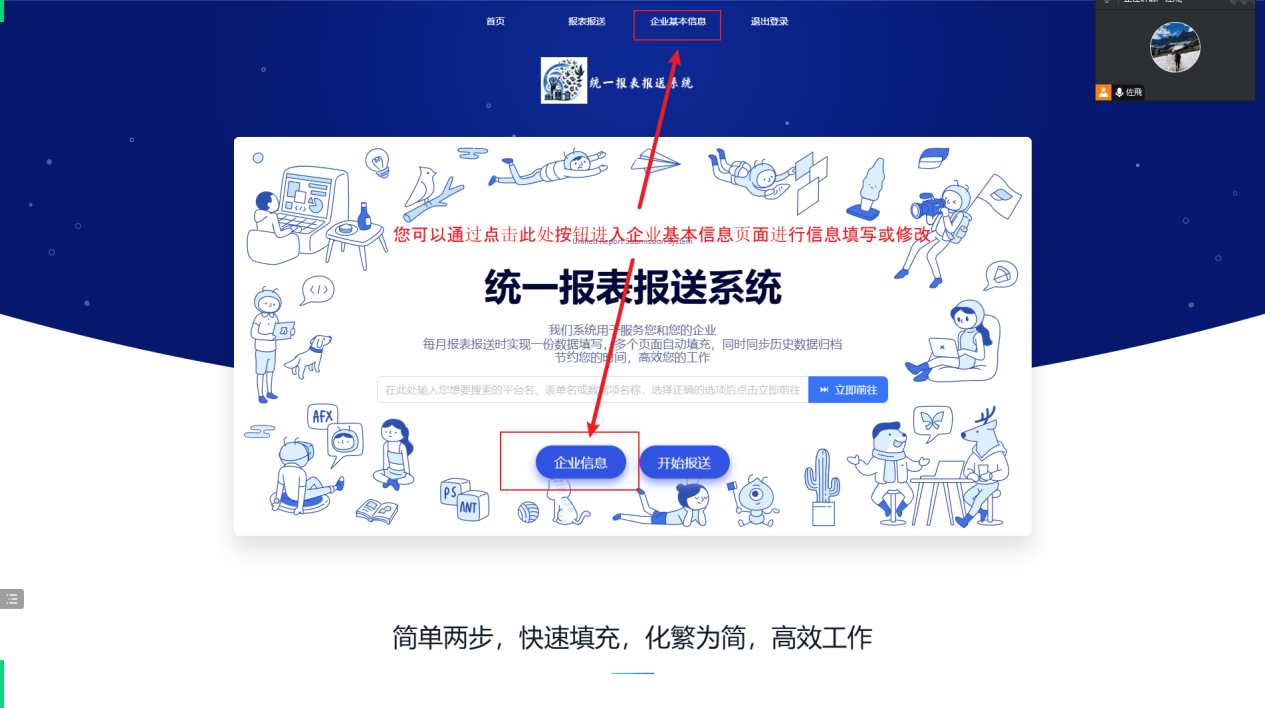 首页 报表报送 企业基本信息 退出登录
统一报表报送系统
佐飛
您可以通过点击此处按钮进入企业基本信息页面进行信息填写或修改
Unified Report Submission System
统一报表报送系统
我们系统用于服务您和您的企业
每月报表报送时实现一份数据填写，多个页面自动填充，同时同步历史数据归档
节约您的时间，高效您的工作
在此处输入您想要搜索的平台名、表单名或数据项名称，选择正确的选项后点击立即前往 立即前往
</>
AFX
企业信息 开始报送
PS
ANT
简单两步，快速填充，化繁为简，高效工作